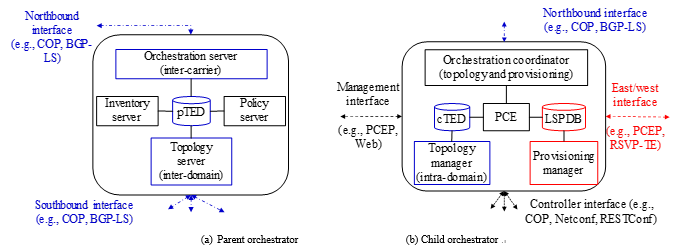 Northbound
interface
(e.g., COP, BGP-
LS)
Orchestration server
(inter-carrier)
Inventory
server
pTED
Policy
server
Topology
server
(inter-domain)
Southbound interface
(e.g., COP, BGP-LS)
(a) Parent orchestrator
Northbound interface
(e.g., COP, BGP-LS)
Orchestration coordinator
(topology and provisioning)
Management
interface
(e.g., PCEP,
Web)
cTED
PCE
LSPDB
East/west
interface
(e.g., PCEP,
RSVP-TE)
Topology
manager
(intra-domain)
Provisioning
manager
Controller interface (e.g.,
COP, Netconf, RESTConf)
(b) Child orchestrator